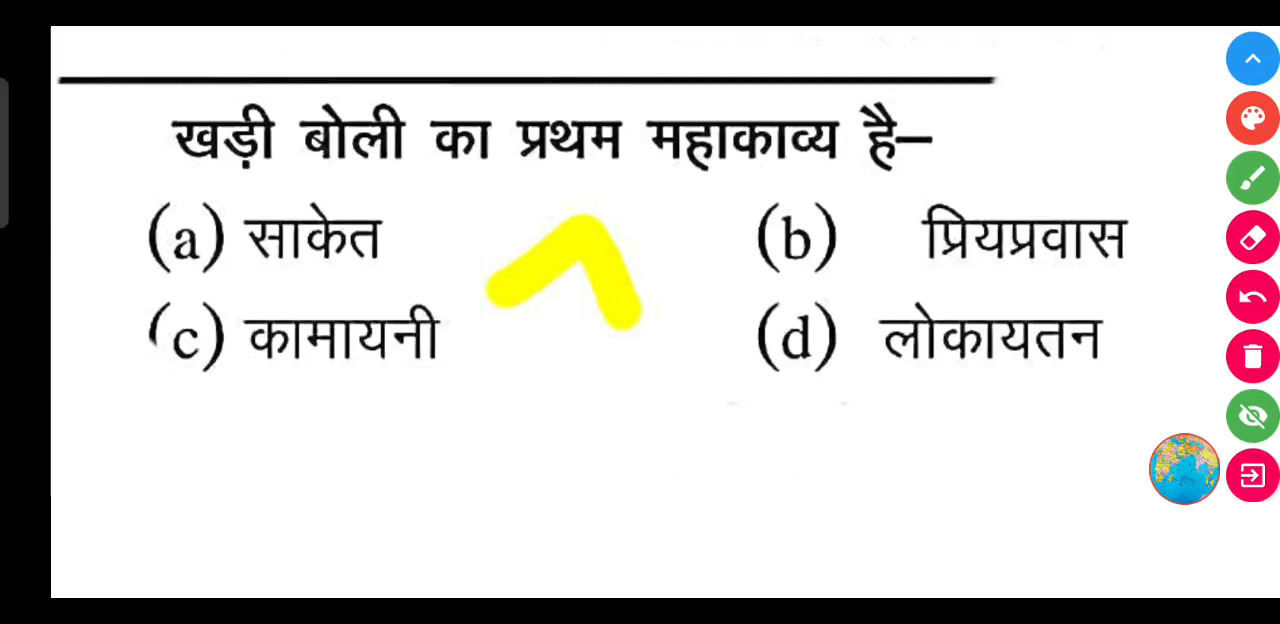 खड़ी बोली का प्रथम महाकाव्य है–
(a) साकेत (b) प्रियप्रवास
(c) कामायनी (d) लोकायतन